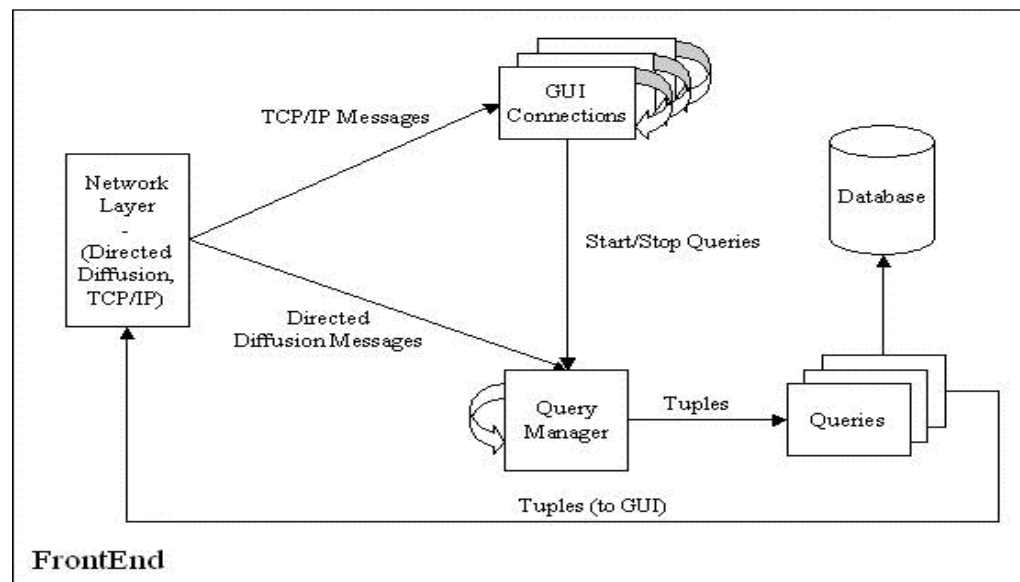 GUI
Connections
TCP/IP Messages
Network
Layer
-
(Directed
Diffusion,
TCP/IP)
Database
Start/Stop Queries
Directed
Diffusion Messages
Query
Manager
Tuples
Queries
Tuples (to GUI)
FrontEnd